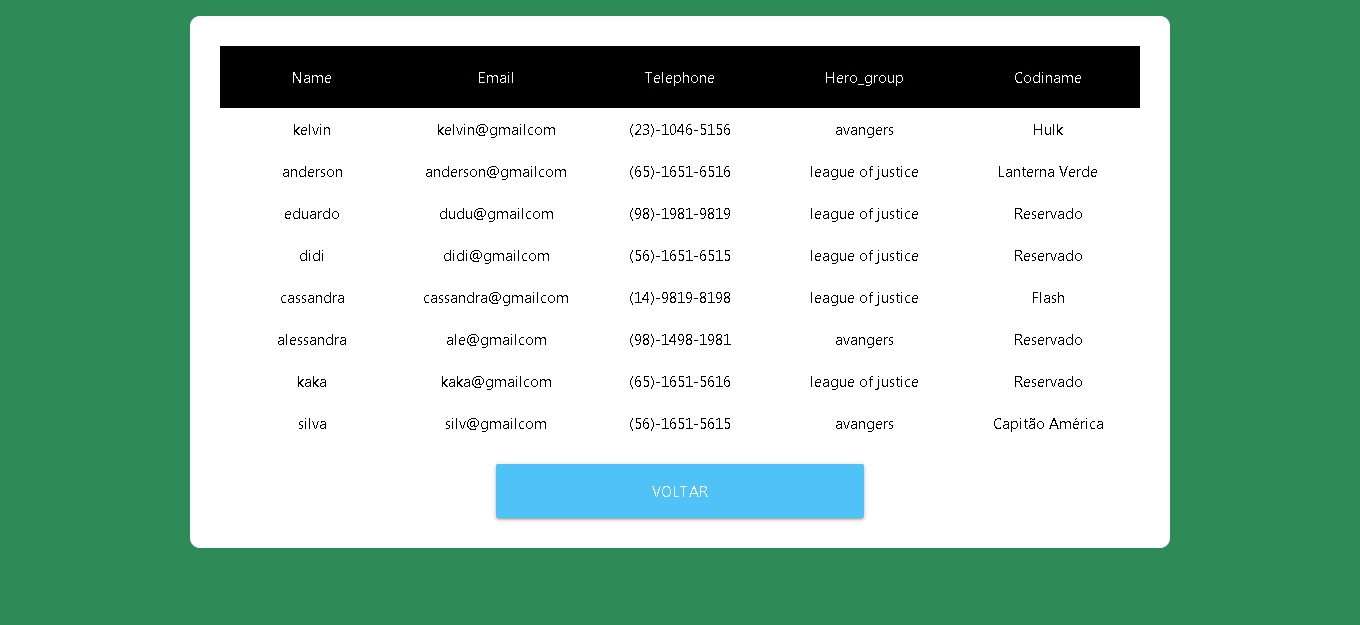 Name Email Telephone Hero_group Codiname
kelvin kelvin@gmailcom (23)-1046-5156 avangers Hulk
anderson anderson@gmailcom (65)-1651-6516 league of justice Lanterna Verde
eduardo dudu@gmailcom (98)-1981-9819 league of justice Reservado
didi didi@gmailcom (56)-1651-6515 league of justice Reservado
cassandra cassandra@gmailcom (14)-9819-8198 league of justice Flash
alessandra ale@gmailcom (98)-1498-1981 avangers Reservado
kaka kaka@gmailcom (65)-1651-5616 league of justice Reservado
silva silv@gmailcom (56)-1651-5615 avangers Capitão América
VOLTAR